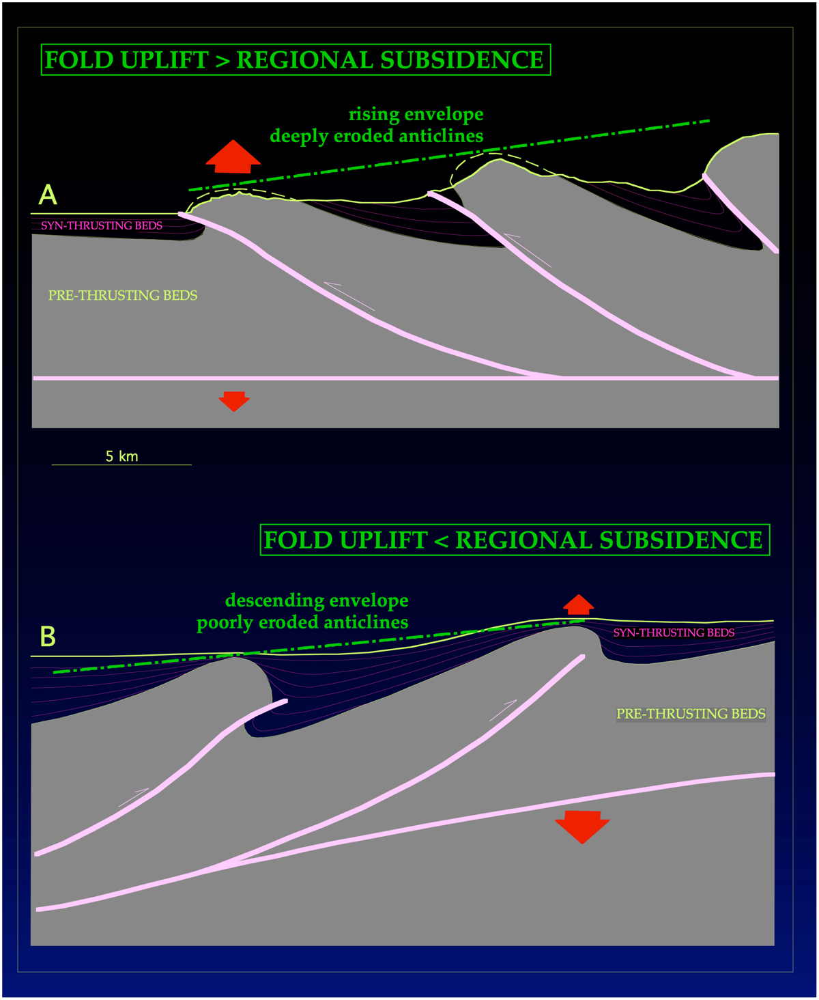 FOLD UPLIFT > REGIONAL SUBSIDENCE
rising envelope
deeply eroded anticlines
A
SYN-THRUSTING BEDS
PRE-THRUSTING BEDS
5 km
FOLD UPLIFT < REGIONAL SUBSIDENCE
descending envelope
poorly eroded anticlines
B
SYN-THRUSTING BEDS
PRE-THRUSTING BEDS